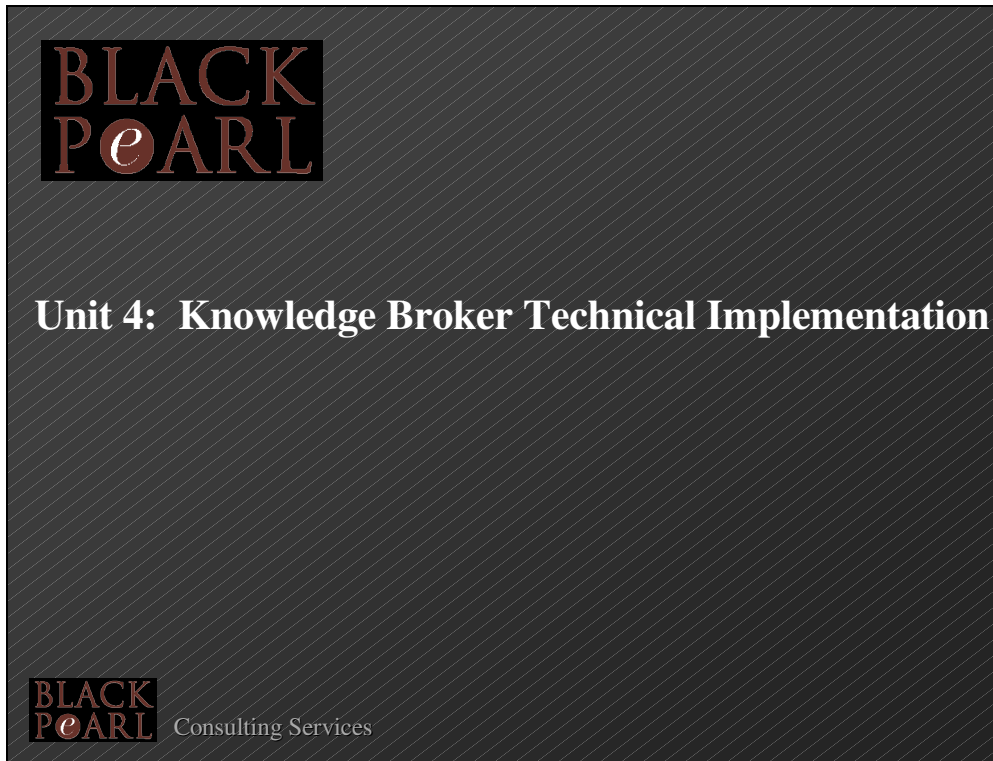 BLACK
PeARL
Unit 4:  Knowledge Broker Technical Implementation
BLACK
PeARL
Consulting Services